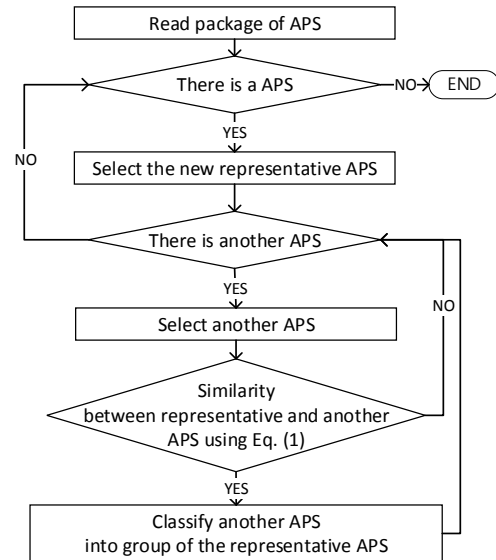 Read package of APS
There is a APS
NO
END
YES
NO
Select the new representative APS
There is another APS
YES
NO
Select another APS
Similarity
between representative and another
APS using Eq. (1)
YES
Classify another APS
into group of the representative APS